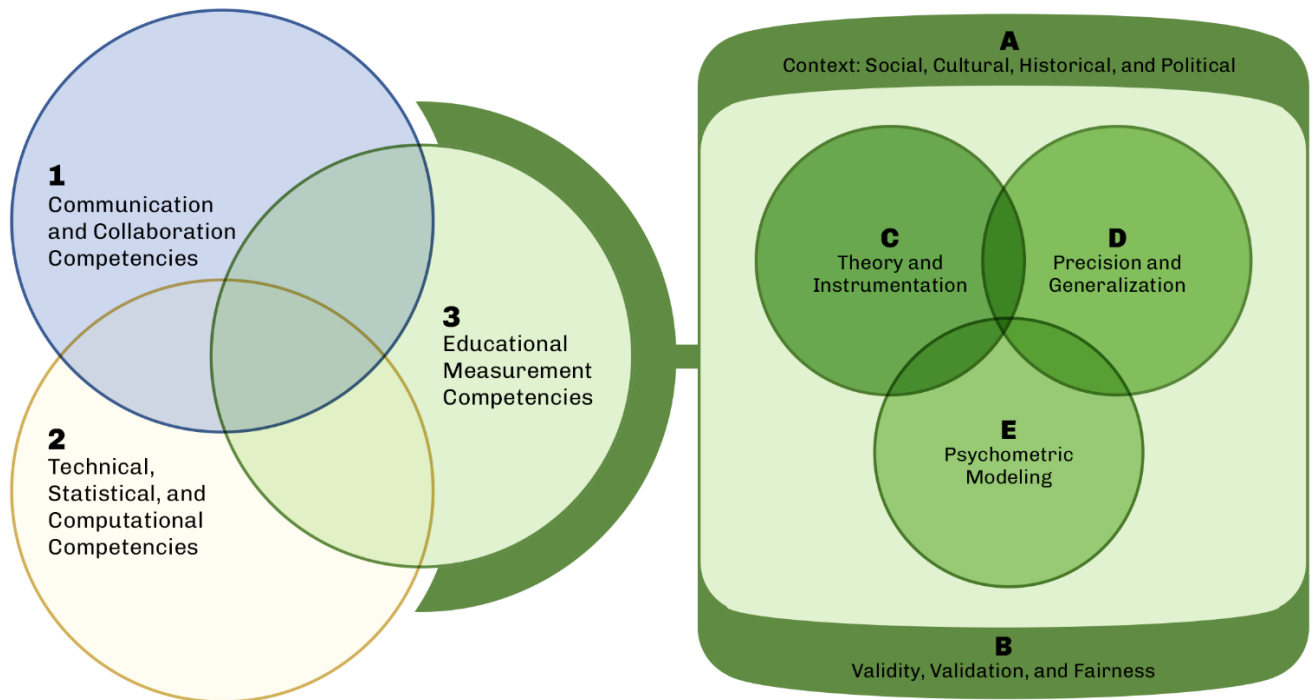 1
Communication
and Collaboration
Competencies
2
Technical,
Statistical, and
Computational
Competencies
3
Educational
Measurement
Competencies
A
Context: Social, Cultural, Historical, and Political
C
Theory and
Instrumentation
D
Precision and
Generalization
E
Psychometric
Modeling
B
Validity, Validation, and Fairness